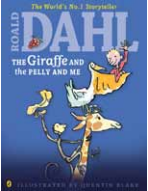 The World's No.1 Storyteller
ROALD
DAHL
THE Giraffe AND
THE PELLY AND ME
ILLUSTRATED BY QUENTIN BLAKE